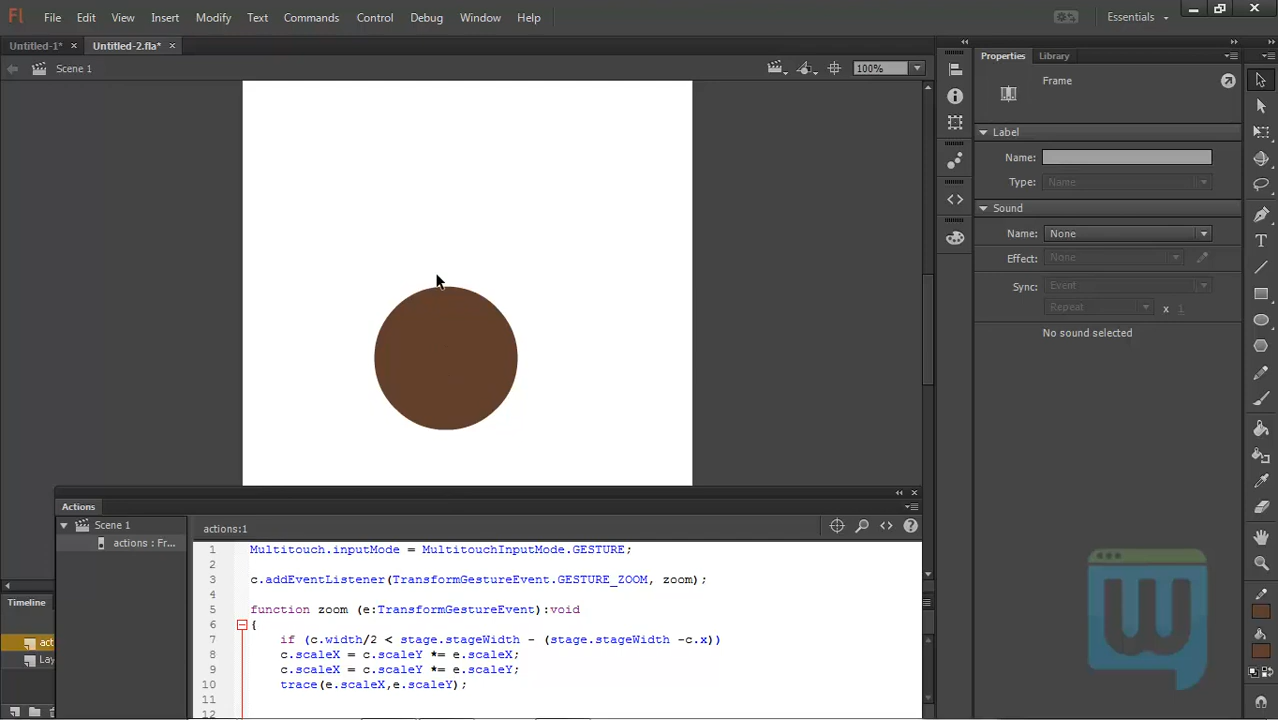 Fl File Edit View Insert Modify Text Commands Control Debug Window Help Essentials
Untitled-1* × Untitled-2.fla* ×
Scene 1 100%
Properties Library
Frame
Label
Name:
Type: Name
Sound
Name: None
Effect: None
Sync: Event
Repeat x 1
No sound selected
Actions
Scene 1
actions : Fr...
actions:1
Timeline
act
Lay
1 Multitouch.inputMode = MultitouchInputMode.GESTURE;
2
3 c.addEventListener(TransformGestureEvent.GESTURE_ZOOM, zoom);
4
5 function zoom (e:TransformGestureEvent):void
6 {
7 if (c.width/2 < stage.stageWidth - (stage.stageWidth -c.x))
8 c.scaleX = c.scaleY *= e.scaleX;
9 c.scaleX = c.scaleY *= e.scaleY;
10 trace(e.scaleX,e.scaleY);
11
12